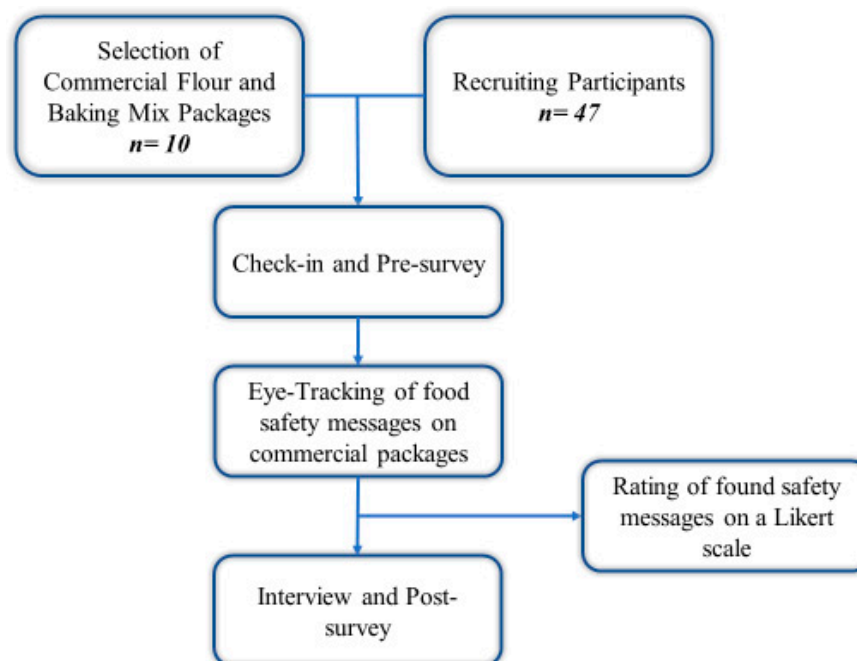 Selection of
Commercial Flour and
Baking Mix Packages
n= 10
Recruiting Participants
n= 47
Check-in and Pre-survey
Eye-Tracking of food
safety messages on
commercial packages
Rating of found safety
messages on a Likert
scale
Interview and Post-
survey